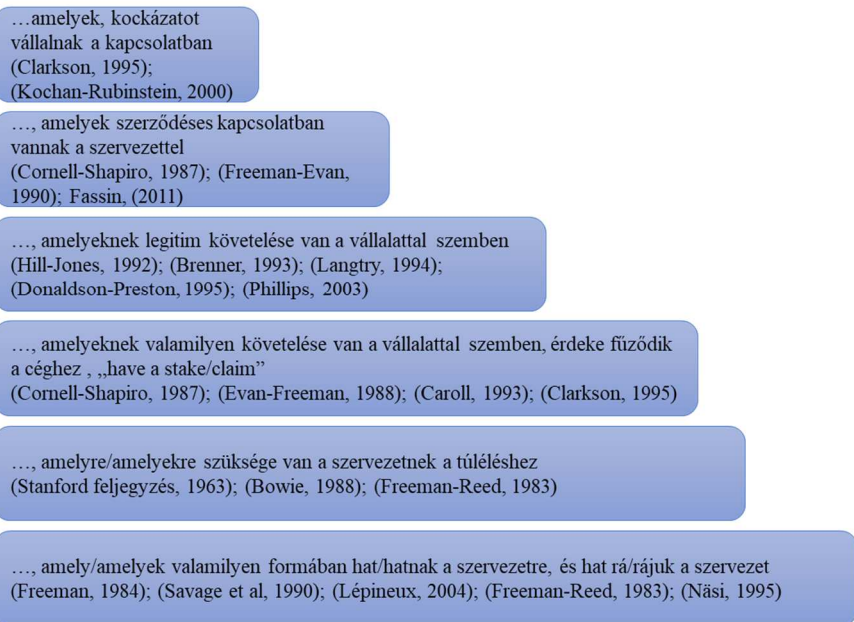 …amelyek, kockázatot
vállalnak a kapcsolatban
(Clarkson, 1995);
(Kochan-Rubinstein, 2000)
…, amelyek szerződéses kapcsolatban
vannak a szervezettel
(Cornell-Shapiro, 1987); (Freeman-Evan,
1990); Fassin, (2011)
…, amelyeknek legitim követelése van a vállalattal szemben
(Hill-Jones, 1992); (Brenner, 1993); (Langtry, 1994);
(Donaldson-Preston, 1995); (Phillips, 2003)
…, amelyeknek valamilyen követelése van a vállalattal szemben, érdeke fűződik
a céghez , „have a stake/claim”
(Cornell-Shapiro, 1987); (Evan-Freeman, 1988); (Caroll, 1993); (Clarkson, 1995)
…, amelyre/amelyekre szüksége van a szervezetnek a túléléshez
(Stanford feljegyzés, 1963); (Bowie, 1988); (Freeman-Reed, 1983)
…, amely/amelyek valamilyen formában hat/hatnak a szervezetre, és hat rá/rájuk a szervezet
(Freeman, 1984); (Savage et al, 1990); (Lépineux, 2004); (Freeman-Reed, 1983); (Näsi, 1995)